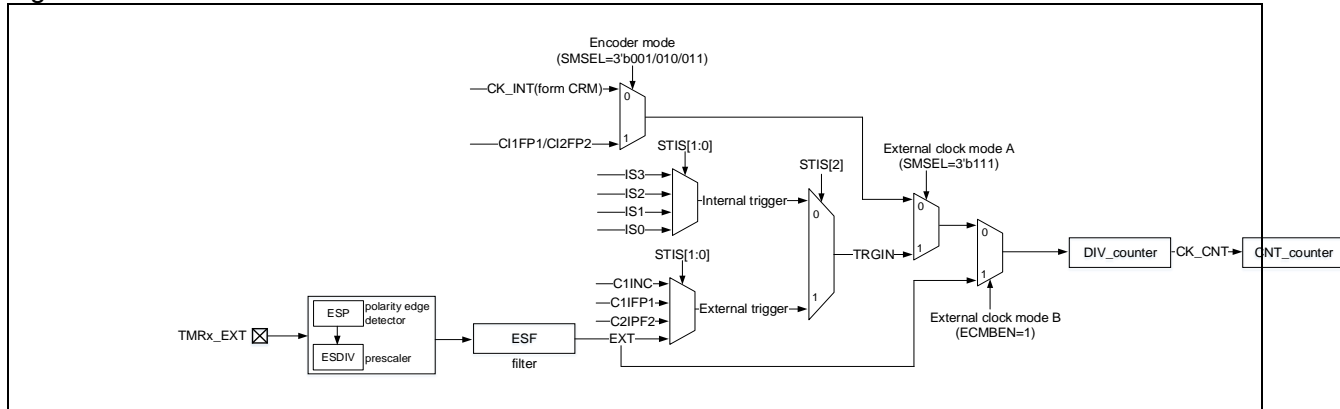 Encoder mode
(SMSEL=3'b001/010/011)
CK_INT(form CRM)
0
CI1FP1/CI2FP2
1
STIS[1:0]
IS3
IS2
IS1
IS0
Internal trigger
STIS[2]
0
1
External clock mode A
(SMSEL=3'b111)
0
1
TRGIN
0
1
DIV_counter
CK_CNT
CNT_counter
STIS[1:0]
C1INC
C1IFP1
C2IPF2
EXT
External trigger
External clock mode B
(ECMBEN=1)
TMRx_EXT
ESP
polarity edge
detector
ESDIV
prescaler
ESF
filter